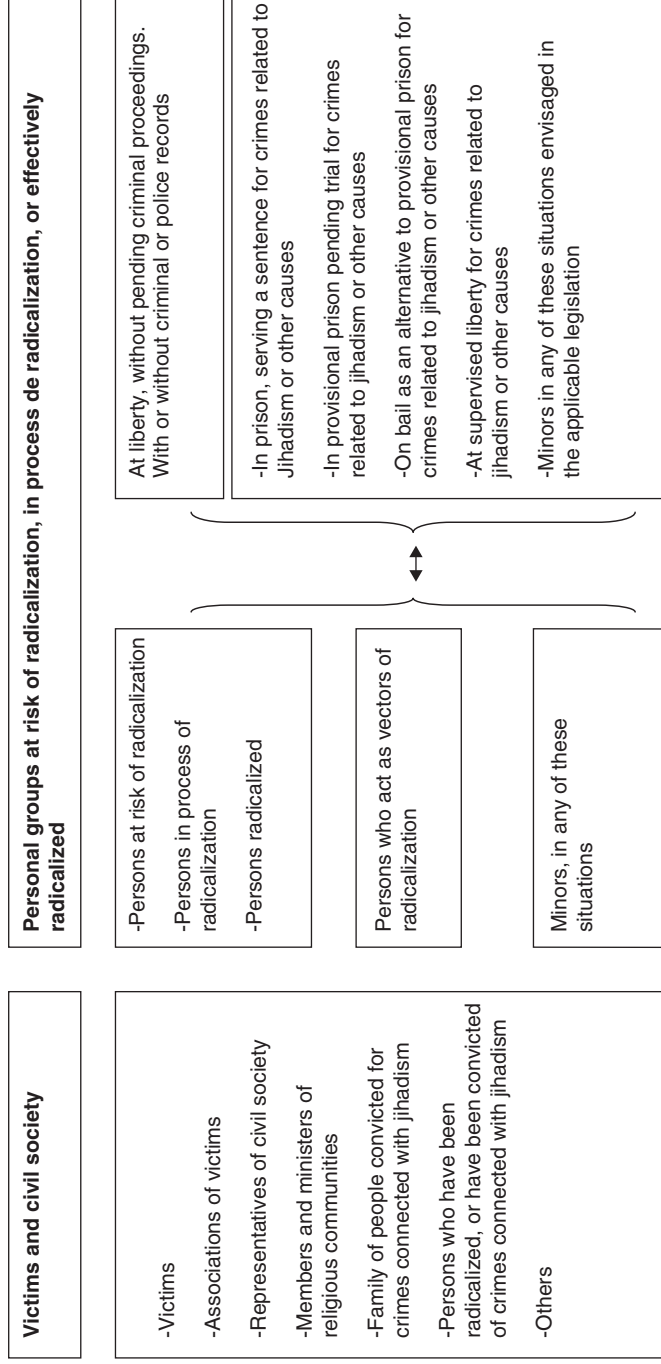 Victims and civil society
-Victims
-Associations of victims
-Representatives of civil society
-Members and ministers of
religious communities
-Family of people convicted for
crimes connected with jihadism
-Persons who have been
radicalized, or have been convicted
of crimes connected with jihadism
-Others
Personal groups at risk of radicalization, in process de radicalization, or effectively
radicalized
-Persons at risk of radicalization
-Persons in process of
radicalization
-Persons radicalized
Persons who act as vectors of
radicalization
Minors, in any of these
situations
At liberty, without pending criminal proceedings.
With or without criminal or police records
-In prison, serving a sentence for crimes related to
Jihadism or other causes
-In provisional prison pending trial for crimes
related to jihadism or other causes
-On bail as an alternative to provisional prison for
crimes related to jihadism or other causes
-At supervised liberty for crimes related to
jihadism or other causes
-Minors in any of these situations envisaged in
the applicable legislation